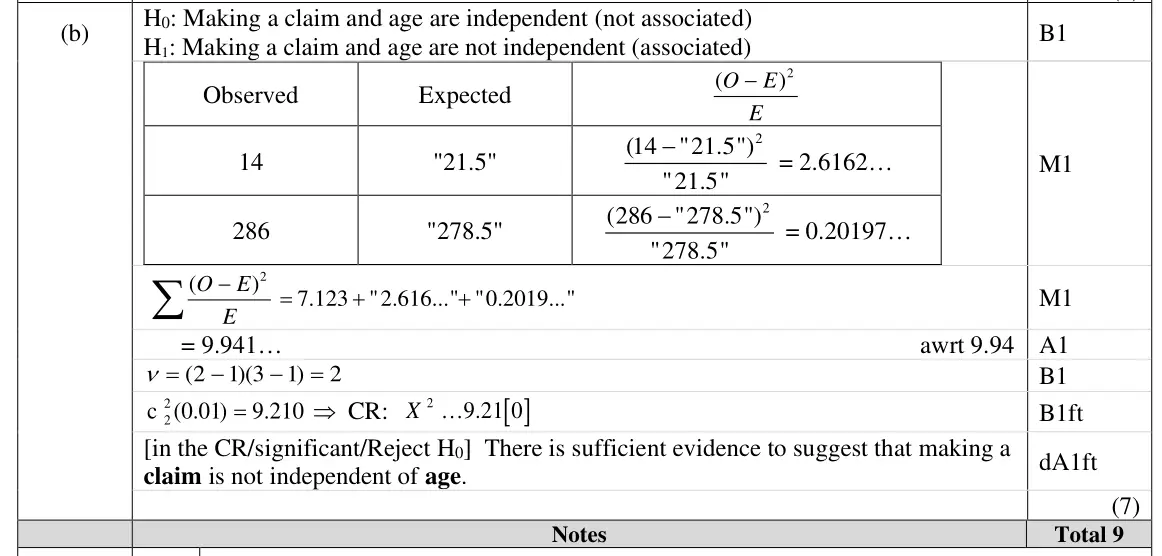 (b)
H₀: Making a claim and age are independent (not associated)
H₁: Making a claim and age are not independent (associated)
B1
Observed Expected (O − E)² / E
14 "21.5" (14 − "21.5")² / "21.5" = 2.6162…
286 "278.5" (286 − "278.5")² / "278.5" = 0.20197…
M1
∑ (O − E)² / E = 7.123 + "2.616..." + "0.2019..." M1
= 9.941… awrt 9.94 A1
ν = (2 − 1)(3 − 1) = 2 B1
c ²₂ (0.01) = 9.210 ⇒ CR: X ² …9.21[0] B1ft
[in the CR/significant/Reject H₀] There is sufficient evidence to suggest that making a
claim is not independent of age.
dA1ft
(7)
Notes Total 9